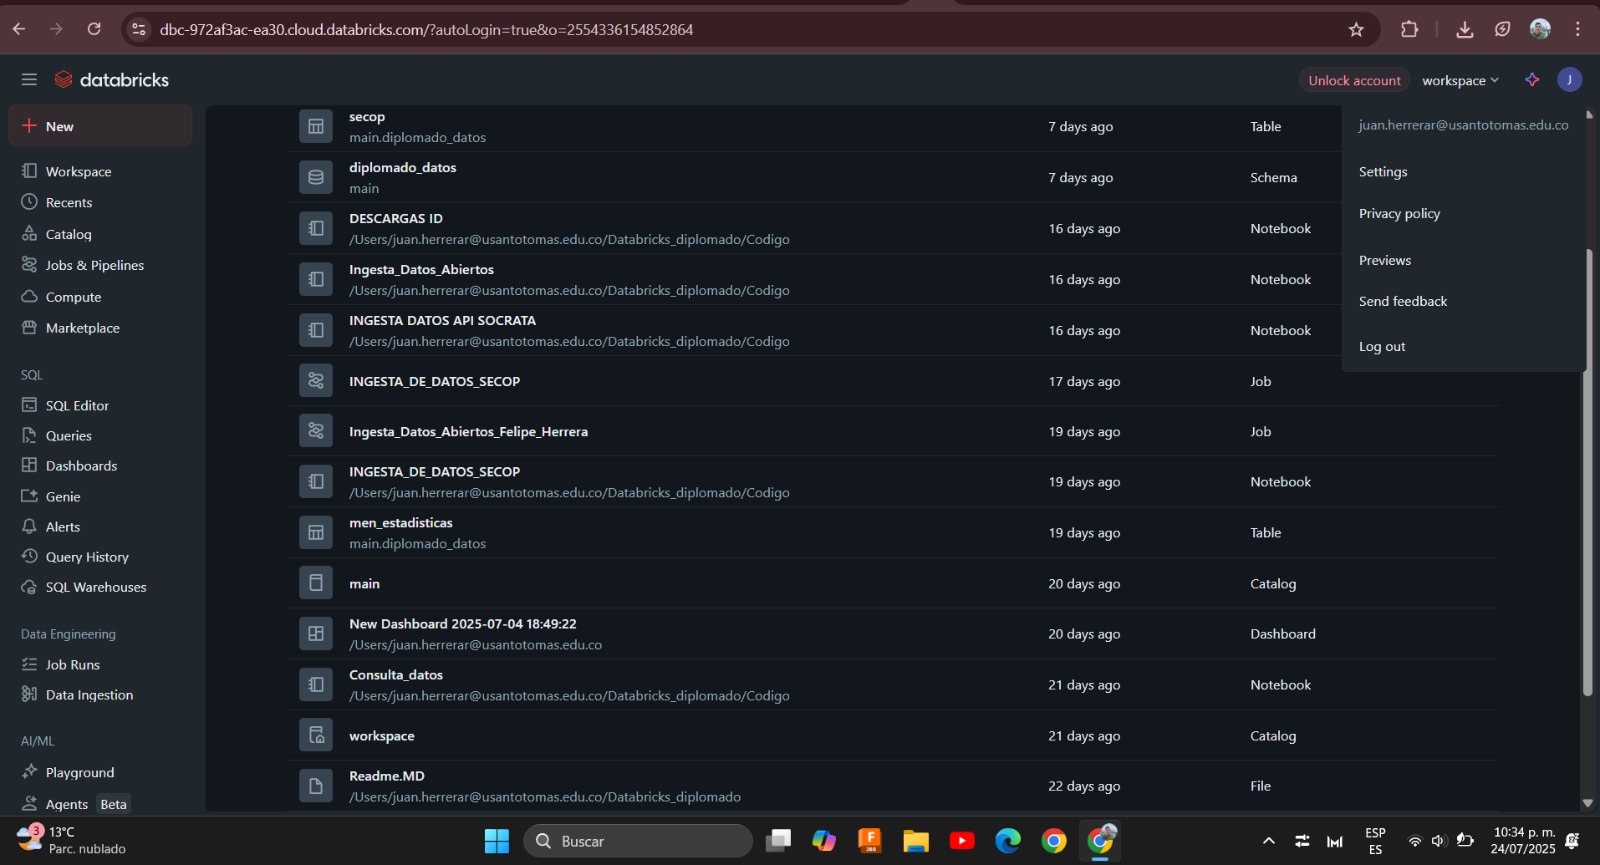 dbc-972af3ac-ea30.cloud.databricks.com/?autoLogin=true&o=2554336154852864
databricks
Unlock account
workspace
J
New
Workspace
Recents
Catalog
Jobs & Pipelines
Compute
Marketplace
SQL
SQL Editor
Queries
Dashboards
Genie
Alerts
Query History
SQL Warehouses
Data Engineering
Job Runs
Data Ingestion
AI/ML
Playground
Agents Beta
secop
main.diplomado_datos
7 days ago
Table
diplomado_datos
main
7 days ago
Schema
DESCARGAS ID
/Users/juan.herrerar@usantotomas.edu.co/Databricks_diplomado/Codigo
16 days ago
Notebook
Ingesta_Datos_Abiertos
/Users/juan.herrerar@usantotomas.edu.co/Databricks_diplomado/Codigo
16 days ago
Notebook
INGESTA DATOS API SOCRATA
/Users/juan.herrerar@usantotomas.edu.co/Databricks_diplomado/Codigo
16 days ago
Notebook
INGESTA_DE_DATOS_SECOP
17 days ago
Job
Ingesta_Datos_Abiertos_Felipe_Herrera
19 days ago
Job
INGESTA_DE_DATOS_SECOP
/Users/juan.herrerar@usantotomas.edu.co/Databricks_diplomado/Codigo
19 days ago
Notebook
men_estadisticas
main.diplomado_datos
19 days ago
Table
main
20 days ago
Catalog
New Dashboard 2025-07-04 18:49:22
/Users/juan.herrerar@usantotomas.edu.co
20 days ago
Dashboard
Consulta_datos
/Users/juan.herrerar@usantotomas.edu.co/Databricks_diplomado/Codigo
21 days ago
Notebook
workspace
21 days ago
Catalog
Readme.MD
/Users/juan.herrerar@usantotomas.edu.co/Databricks_diplomado
22 days ago
File
juan.herrerar@usantotomas.edu.co
Settings
Privacy policy
Previews
Send feedback
Log out
3
13°C
Parc. nublado
Buscar
F
360
ESP
ES
10:34 p. m.
24/07/2025